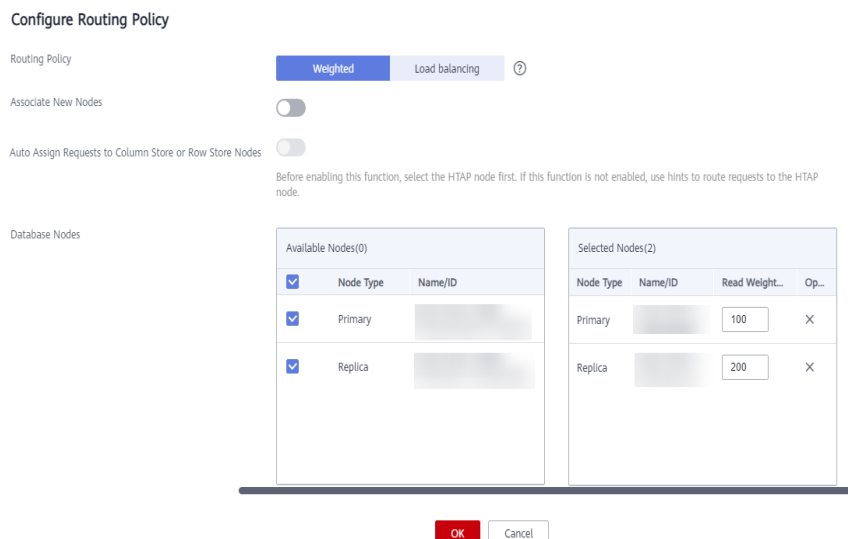 Configure Routing Policy
Routing Policy
Weighted
Load balancing
?
Associate New Nodes
Auto Assign Requests to Column Store or Row Store Nodes
Before enabling this function, select the HTAP node first. If this function is not enabled, use hints to route requests to the HTAP
node.
Database Nodes
Available Nodes(0)
Node Type Name/ID
Primary
Replica
Selected Nodes(2)
Node Type Name/ID Read Weight... Op...
Primary 100
Replica 200
OK
Cancel